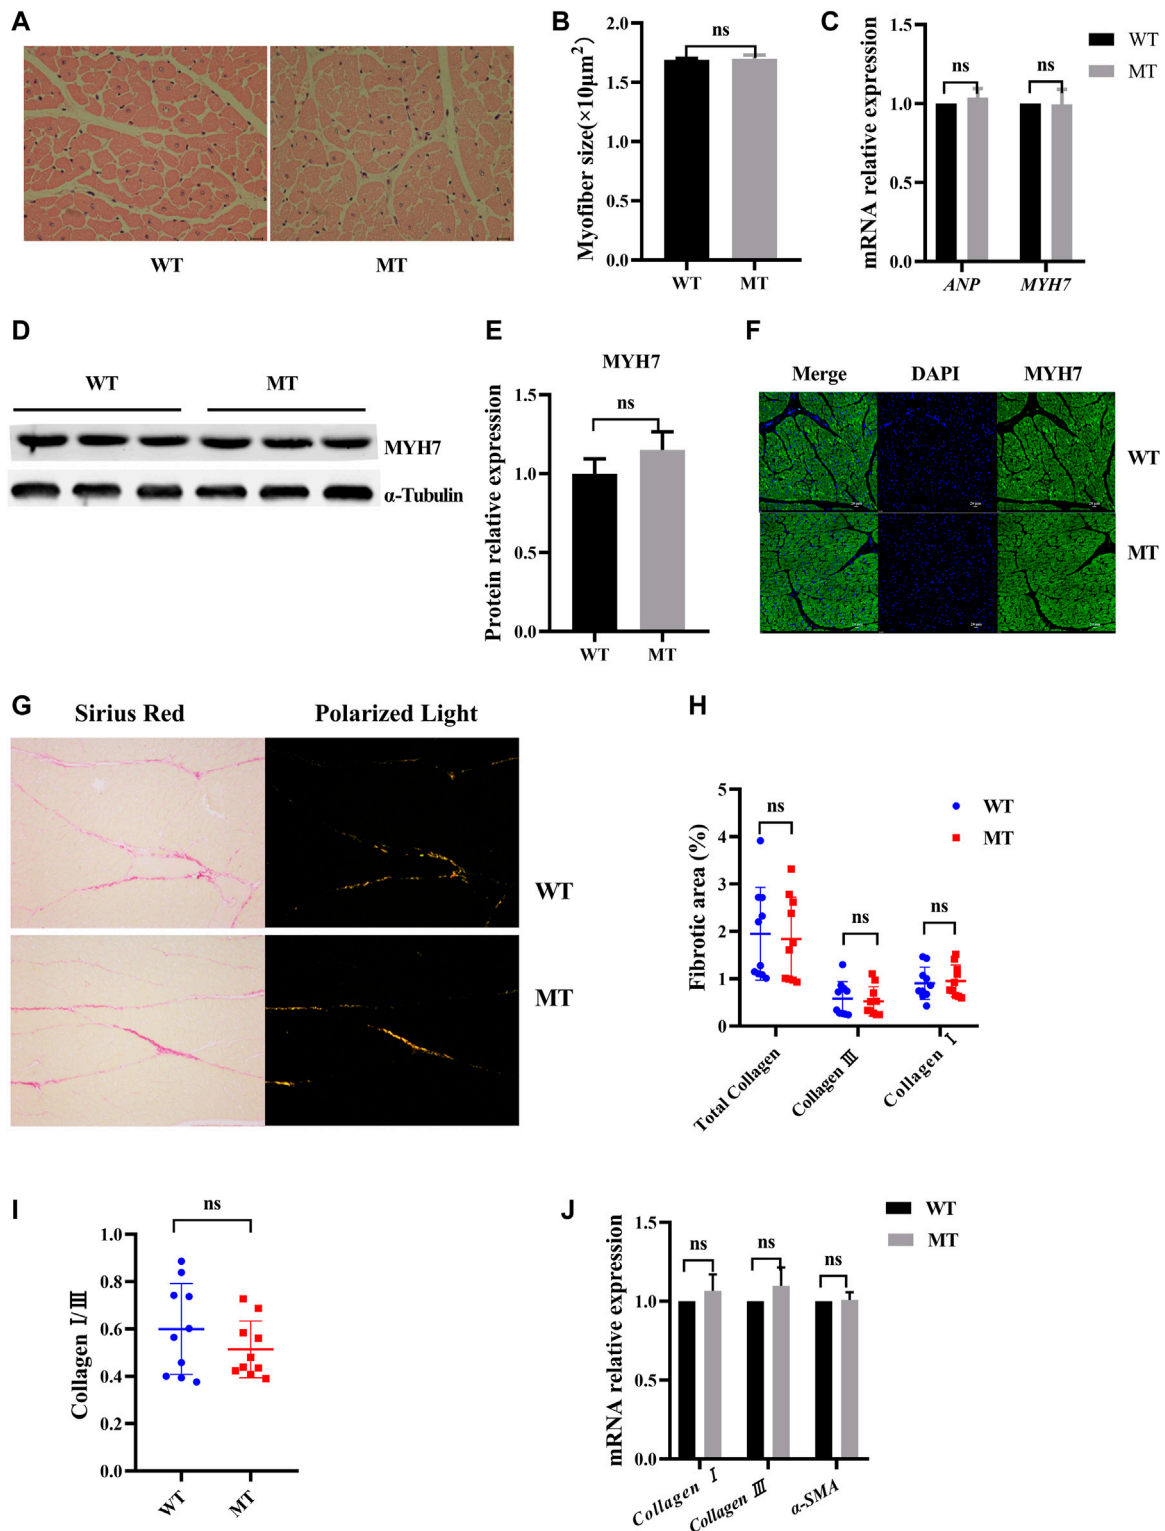 A
WT
MT
B
Myofiber size(×10μm²)
2.0
1.5
1.0
0.5
0.0
ns
WT
MT
C
mRNA relative expression
1.5
1.0
0.5
0.0
ns
ns
ANP
MYH7
WT
MT
D
WT
MT
MYH7
α-Tubulin
E
MYH7
Protein relative expression
1.5
1.0
0.5
0.0
ns
WT
MT
F
Merge
DAPI
MYH7
WT
MT
G
Sirius Red
Polarized Light
WT
MT
H
Fibrotic area (%)
5
4
3
2
1
0
ns
ns
ns
WT
MT
Total Collagen
Collagen Ⅲ
Collagen Ⅰ
I
Collagen Ⅰ/Ⅲ
1.0
0.8
0.6
0.4
0.2
0.0
ns
WT
MT
J
mRNA relative expression
1.5
1.0
0.5
0.0
ns
ns
ns
WT
MT
Collagen Ⅰ
Collagen Ⅲ
α-SMA